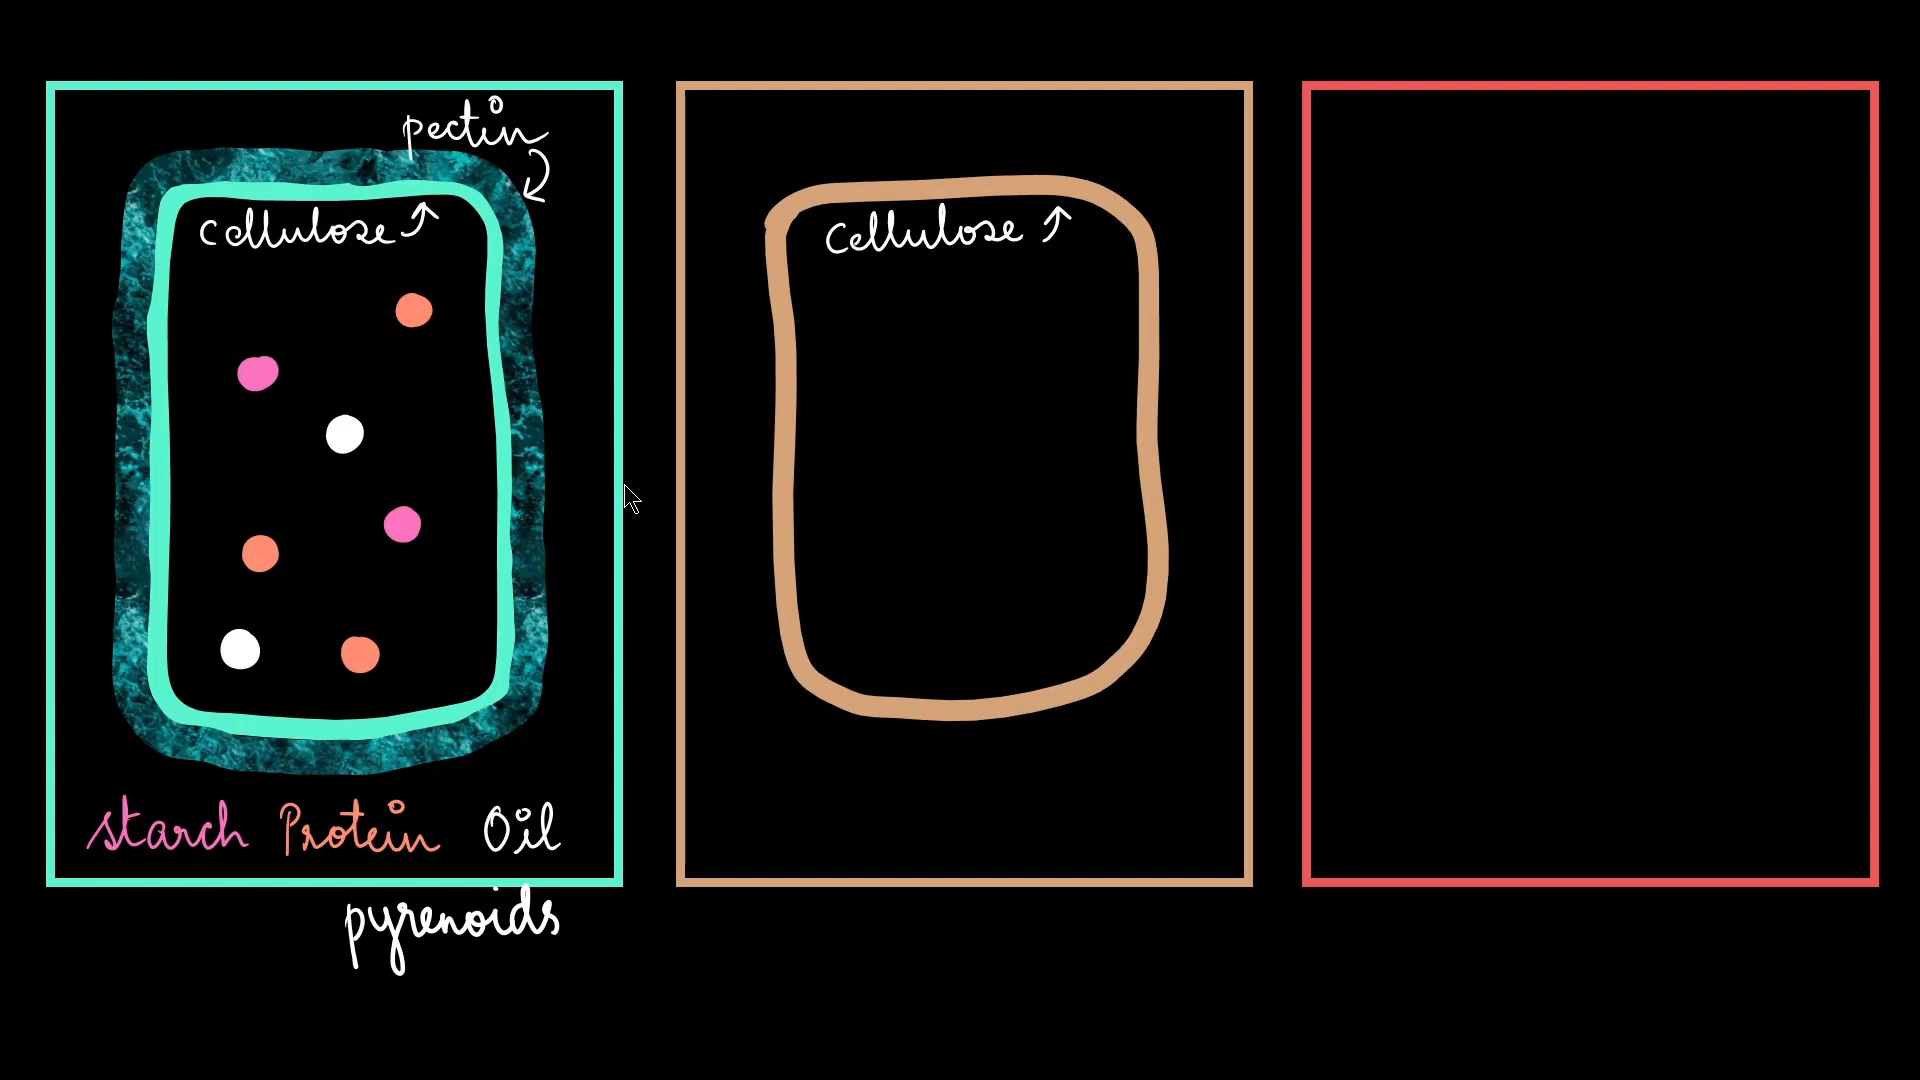 pectin
cellulose
Cellulose
starch Protein Oil
pyrenoids